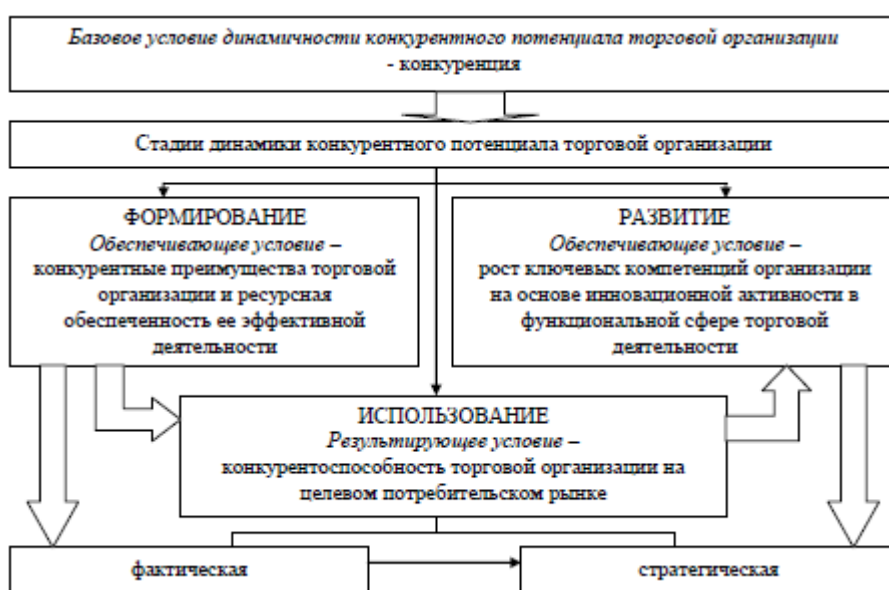 Базовое условие динамичности конкурентного потенциала торговой организации
- конкуренция
Стадии динамики конкурентного потенциала торговой организации
ФОРМИРОВАНИЕ
Обеспечивающее условие –
конкурентные преимущества торговой
организации и ресурсная
обеспеченность ее эффективной
деятельности
РАЗВИТИЕ
Обеспечивающее условие –
рост ключевых компетенций организации
на основе инновационной активности в
функциональной сфере торговой
деятельности
ИСПОЛЬЗОВАНИЕ
Результирующее условие –
конкурентоспособность торговой организации на
целевом потребительском рынке
фактическая
стратегическая